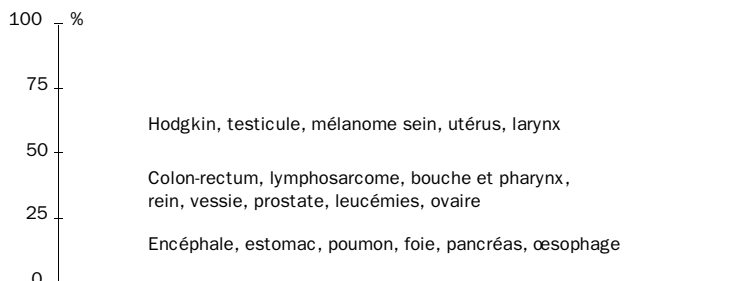 100 %
75
Hodgkin, testicule, mélanome sein, utérus, larynx
50
Colon-rectum, lymphosarcome, bouche et pharynx,
rein, vessie, prostate, leucémies, ovaire
25
Encéphale, estomac, poumon, foie, pancréas, œsophage
0